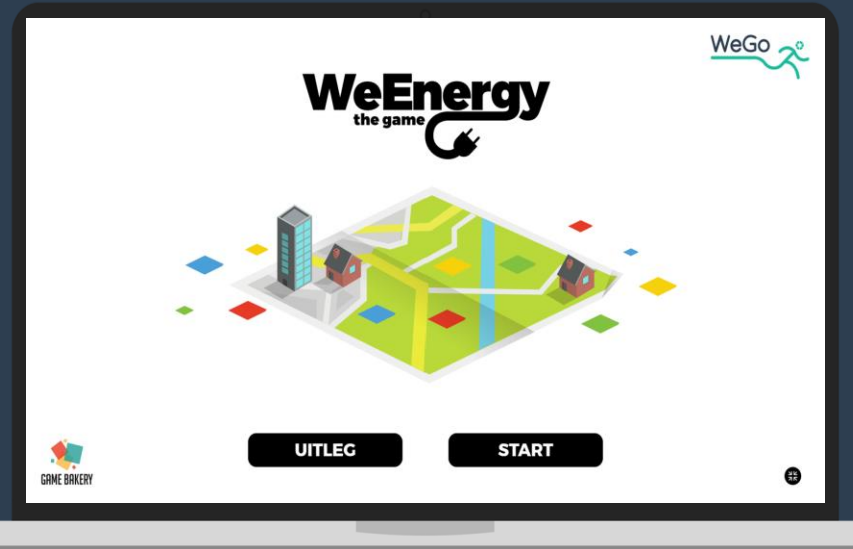 WeGo
WeEnergy
the game
UITLEG
START
GAME BAKERY